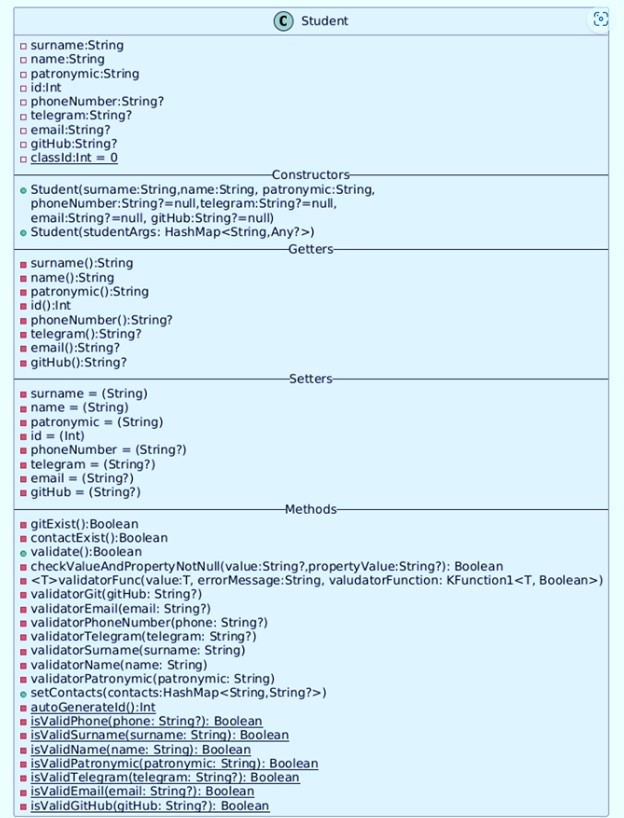 C Student
surname:String
name:String
patronymic:String
id:Int
phoneNumber:String?
telegram:String?
email:String?
gitHub:String?
classId:Int = 0
Constructors
Student(surname:String,name:String, patronymic:String,
phoneNumber:String?=null,telegram:String?=null,
email:String?=null, gitHub:String?=null)
Student(studentArgs: HashMap<String,Any?>)
Getters
surname():String
name():String
patronymic():String
id():Int
phoneNumber():String?
telegram():String?
email():String?
gitHub():String?
Setters
surname = (String)
name = (String)
patronymic = (String)
id = (Int)
phoneNumber = (String?)
telegram = (String?)
email = (String?)
gitHub = (String?)
Methods
gitExist():Boolean
contactExist():Boolean
validate():Boolean
checkValueAndPropertyNotNull(value:String?,propertyValue:String?): Boolean
<T>validatorFunc(value:T, errorMessage:String, valudatorFunction: KFunction1<T, Boolean>)
validatorGit(gitHub: String?)
validatorEmail(email: String?)
validatorPhoneNumber(phone: String?)
validatorTelegram(telegram: String?)
validatorSurname(surname: String)
validatorName(name: String)
validatorPatronymic(patronymic: String)
setContacts(contacts:HashMap<String,String?>)
autoGenerateId():Int
isValidPhone(phone: String?): Boolean
isValidSurname(surname: String): Boolean
isValidName(name: String): Boolean
isValidPatronymic(patronymic: String): Boolean
isValidTelegram(telegram: String?): Boolean
isValidEmail(email: String?): Boolean
isValidGitHub(gitHub: String?): Boolean